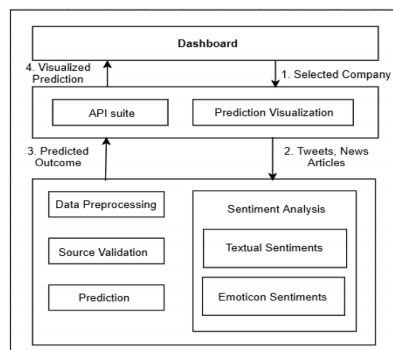 Dashboard
4. Visualized
Prediction
1. Selected Company
API suite
Prediction Visualization
3. Predicted
Outcome
2. Tweets, News
Articles
Data Preprocessing
Source Validation
Prediction
Sentiment Analysis
Textual Sentiments
Emoticon Sentiments